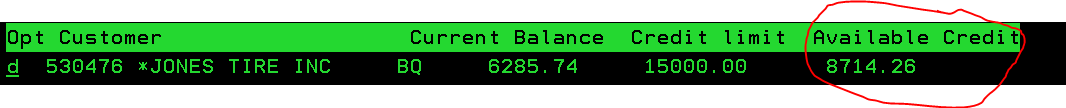 Opt Customer Current Balance Credit limit Available Credit
d 530476 *JONES TIRE INC BQ 6285.74 15000.00 8714.26